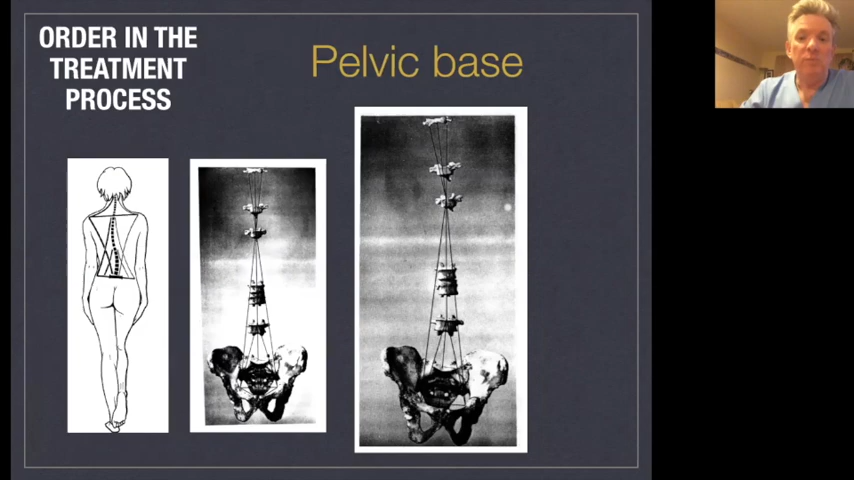 ORDER IN THE
TREATMENT
PROCESS
Pelvic base